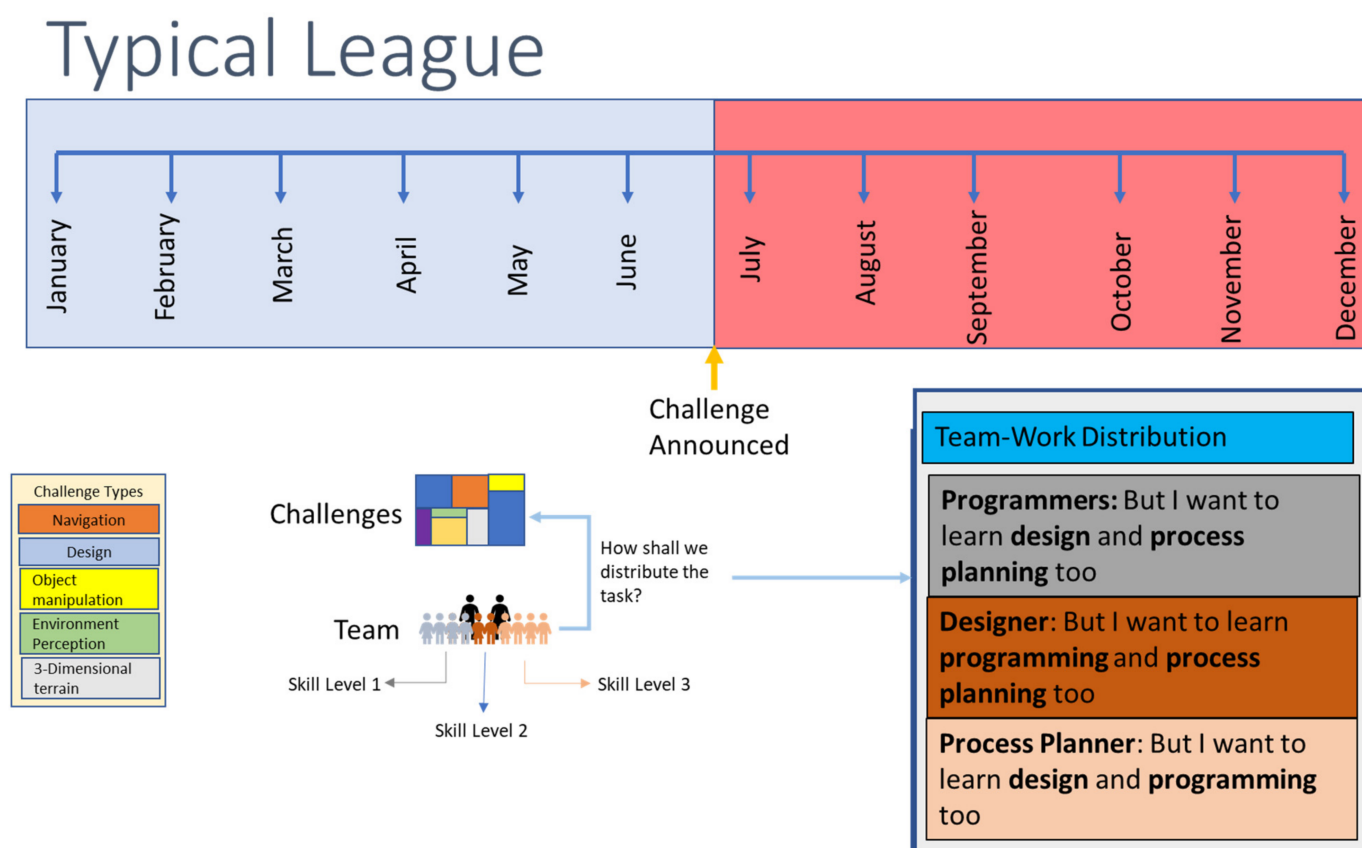 Typical League
January
February
March
April
May
June
July
August
September
October
November
December
Challenge
Announced
Challenge Types
Navigation
Design
Object
manipulation
Environment
Perception
3-Dimensional
terrain
Challenges
Team
How shall we
distribute the
task?
Skill Level 1
Skill Level 2
Skill Level 3
Team-Work Distribution
Programmers: But I want to
learn design and process
planning too
Designer: But I want to learn
programming and process
planning too
Process Planner: But I want to
learn design and programming
too